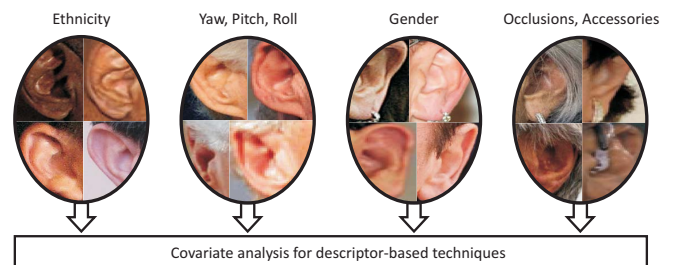 Ethnicity
Yaw, Pitch, Roll
Gender
Occlusions, Accessories
Covariate analysis for descriptor-based techniques